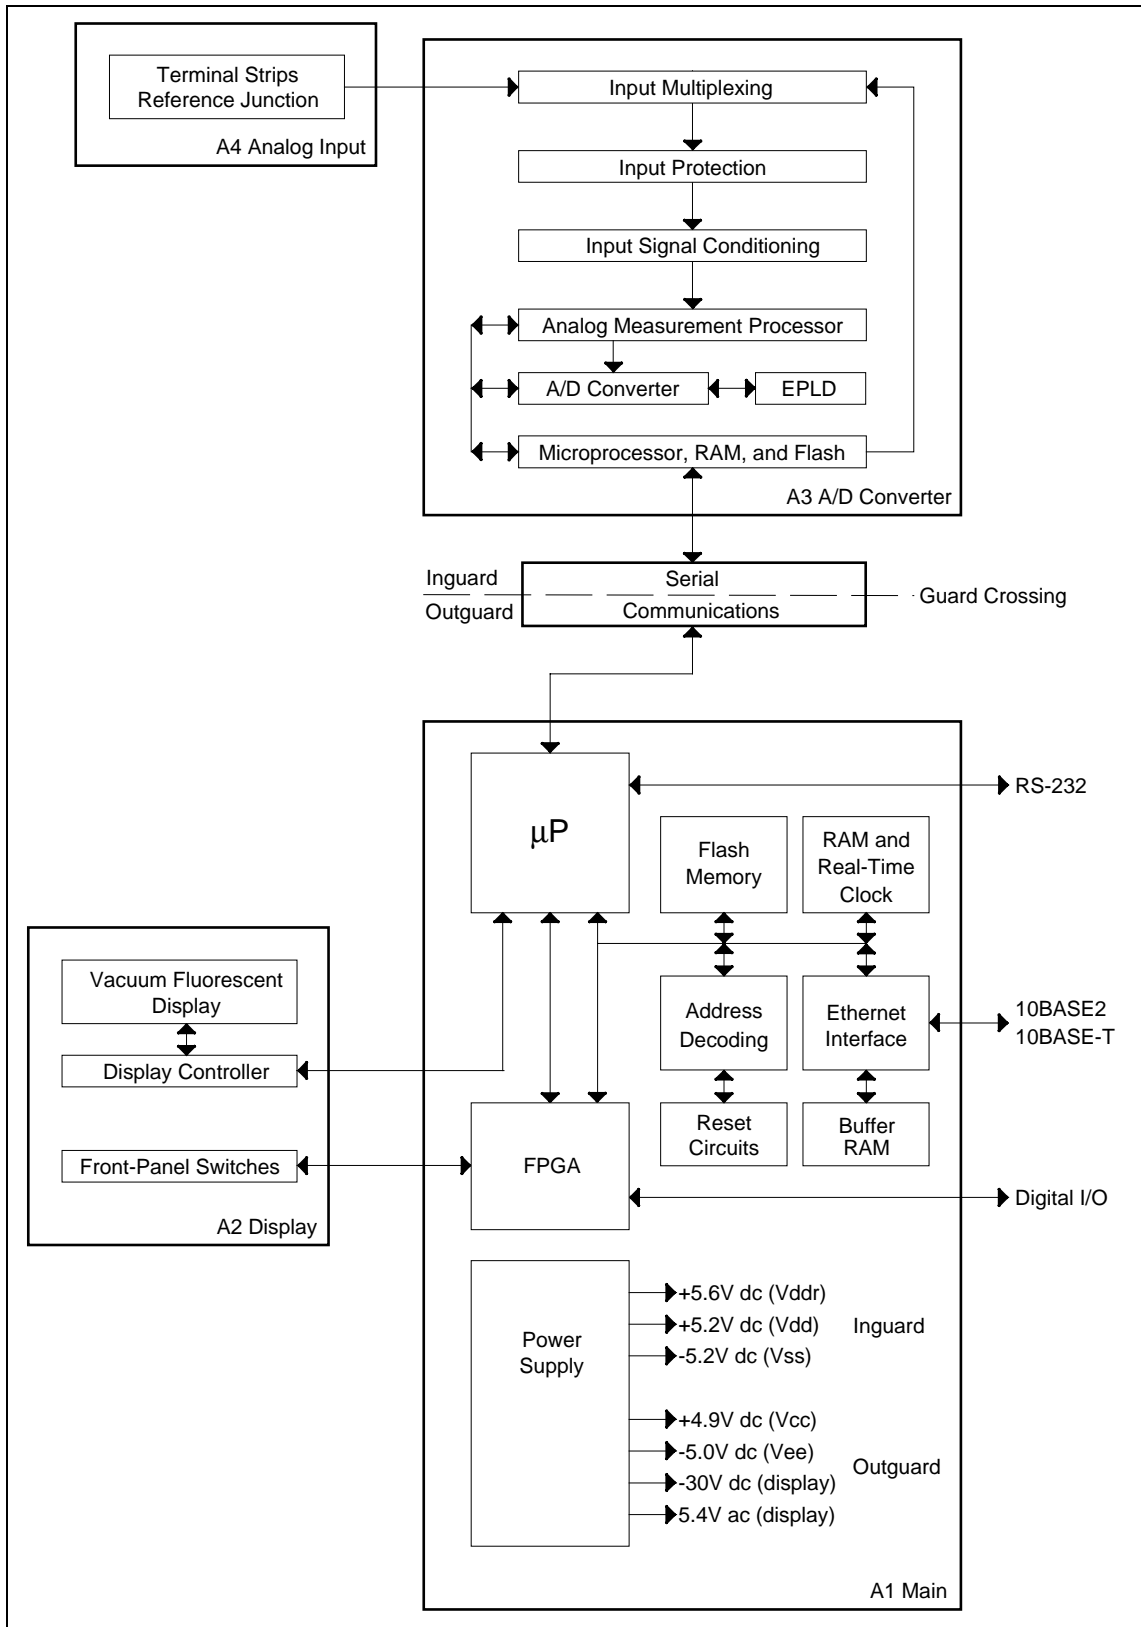 Terminal Strips
Reference Junction
A4 Analog Input
Input Multiplexing
Input Protection
Input Signal Conditioning
Analog Measurement Processor
A/D Converter
EPLD
Microprocessor, RAM, and Flash
A3 A/D Converter
Inguard
Outguard
Serial
Communications
Guard Crossing
µP
RS-232
Flash
Memory
RAM and
Real-Time
Clock
Vacuum Fluorescent
Display
Display Controller
Front-Panel Switches
A2 Display
Address
Decoding
Ethernet
Interface
10BASE2
10BASE-T
Reset
Circuits
Buffer
RAM
FPGA
Digital I/O
Power
Supply
+5.6V dc (Vddr)
+5.2V dc (Vdd)
-5.2V dc (Vss)
Inguard
+4.9V dc (Vcc)
-5.0V dc (Vee)
-30V dc (display)
5.4V ac (display)
Outguard
A1 Main